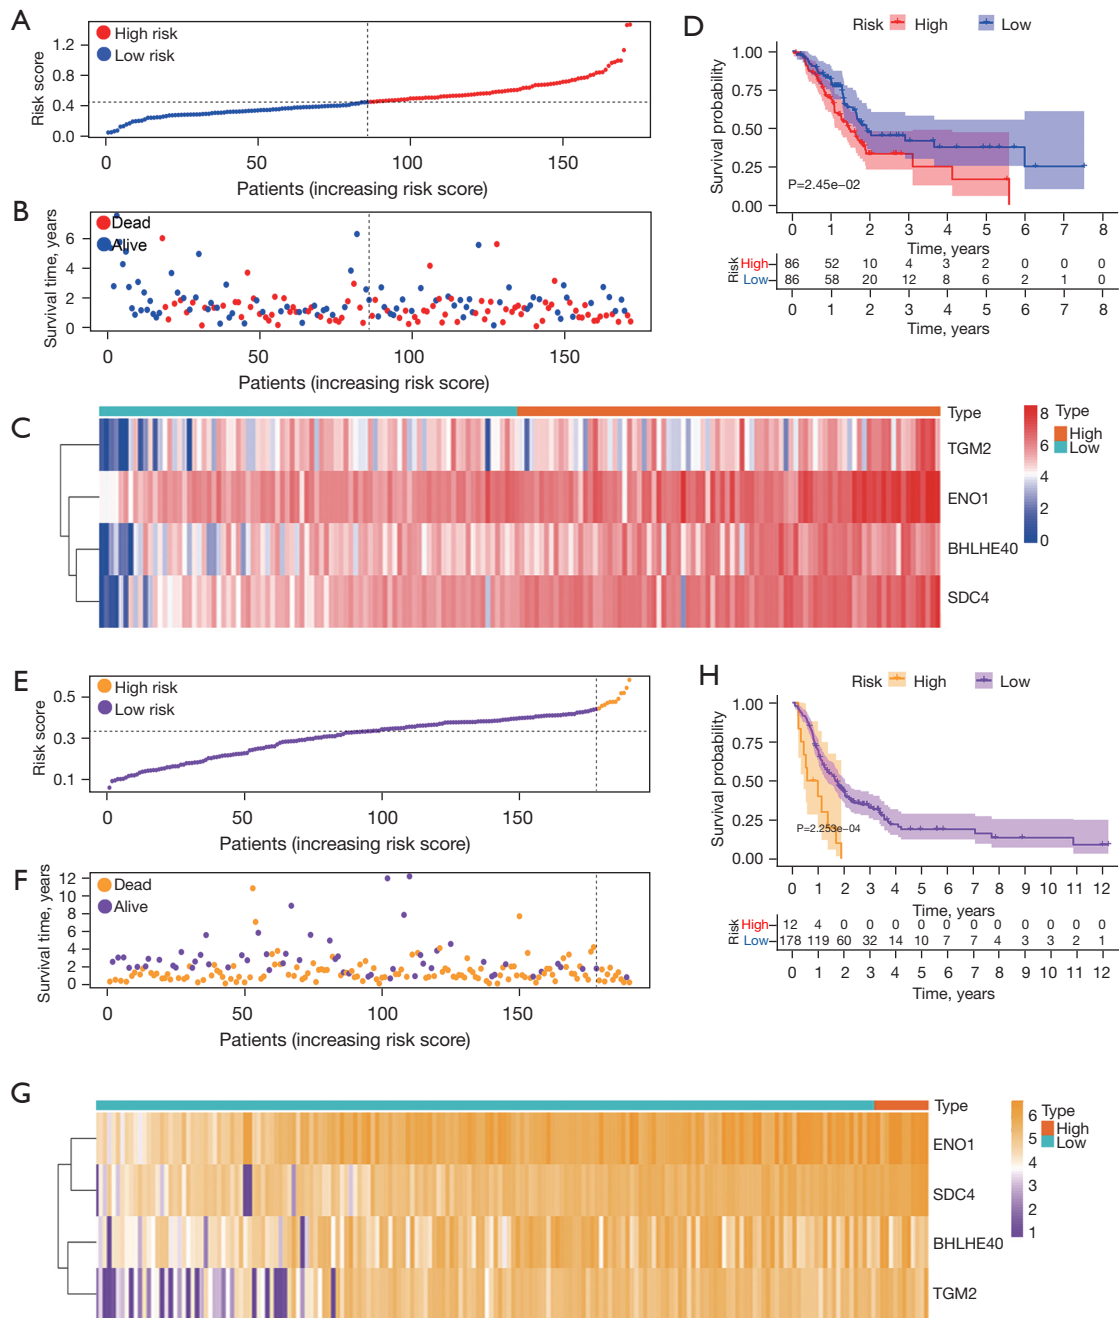 A
High risk
Low risk
Risk score
1.2
0.8
0.4
0.0
0 50 100 150
Patients (increasing risk score)
B
Dead
Alive
Survival time, years
6
4
2
0
0 50 100 150
Patients (increasing risk score)
D
Risk High Low
Survival probability
1.00
0.75
0.50
0.25
0.00
P=2.45e−02
0 1 2 3 4 5 6 7 8
Time, years
Risk
High 86 52 10 4 3 2 0 0 0
Low 86 58 20 12 8 6 2 1 0
0 1 2 3 4 5 6 7 8
Time, years
C
Type
TGM2
ENO1
BHLHE40
SDC4
8
6
4
2
0
Type
High
Low
E
High risk
Low risk
Risk score
0.5
0.3
0.1
0 50 100 150
Patients (increasing risk score)
F
Dead
Alive
Survival time, years
12
10
8
6
4
2
0
0 50 100 150
Patients (increasing risk score)
H
Risk High Low
Survival probability
1.00
0.75
0.50
0.25
0.00
P=2.253e−04
0 1 2 3 4 5 6 7 8 9 10 11 12
Time, years
Risk
High 12 4 0 0 0 0 0 0 0 0 0 0 0
Low 178 119 60 32 14 10 7 7 4 3 3 2 1
0 1 2 3 4 5 6 7 8 9 10 11 12
Time, years
G
Type
ENO1
SDC4
BHLHE40
TGM2
6
5
4
3
2
1
Type
High
Low